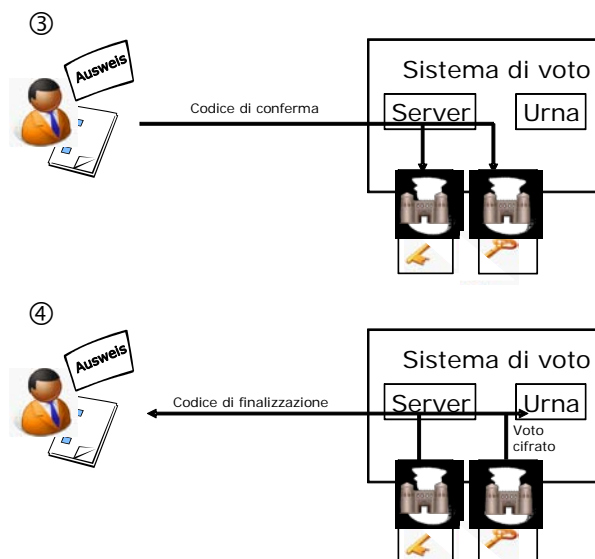 ③
Ausweis
Sistema di voto
Codice di conferma
Server
Urna
④
Ausweis
Sistema di voto
Codice di finalizzazione
Server
Urna
Voto
cifrato